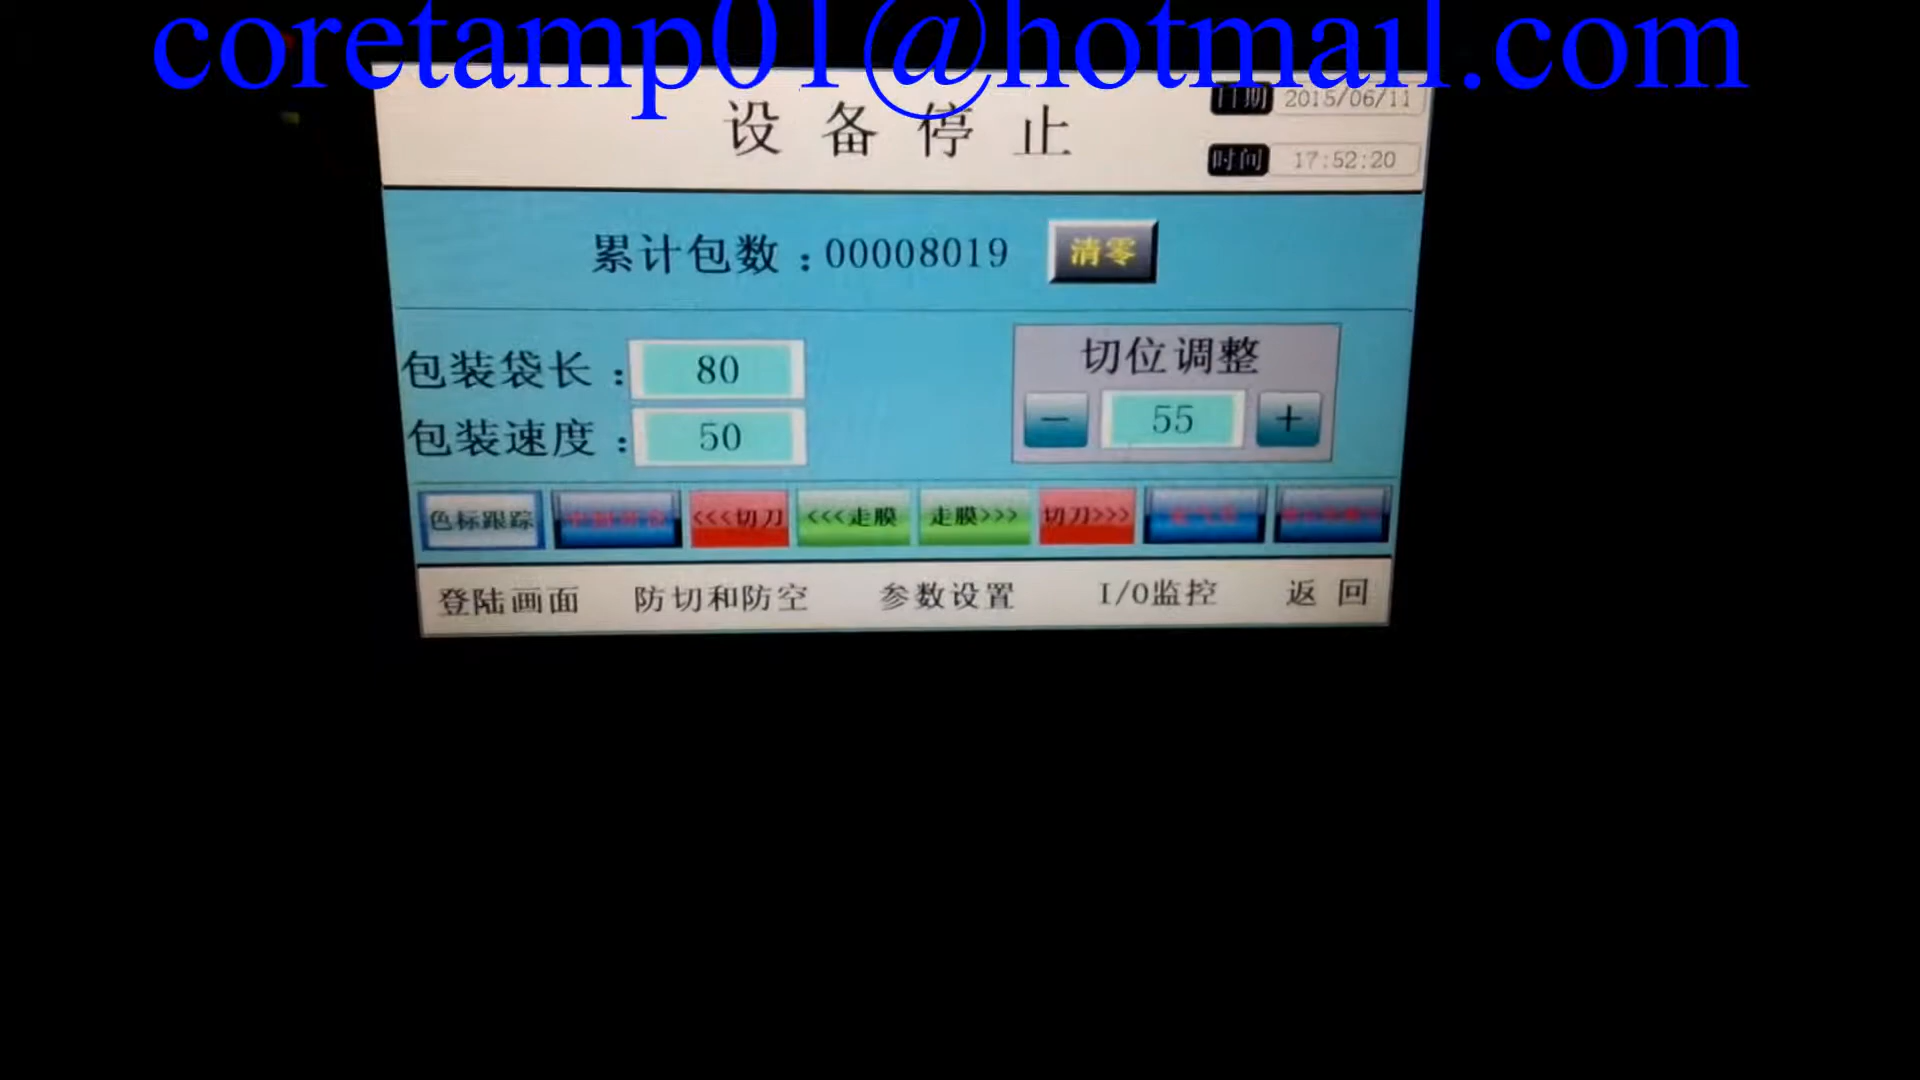 coretamp01@hotmail.com
设备停止
日期 2015/06/11
时间 17:52:20
累计包数：00008019 清零
包装袋长：80
包装速度：50
切位调整
－ 55 ＋
色标跟踪 <<<切刀 <<<走膜 走膜>>> 切刀>>>
登陆画面 防切和防空 参数设置 I/O监控 返回